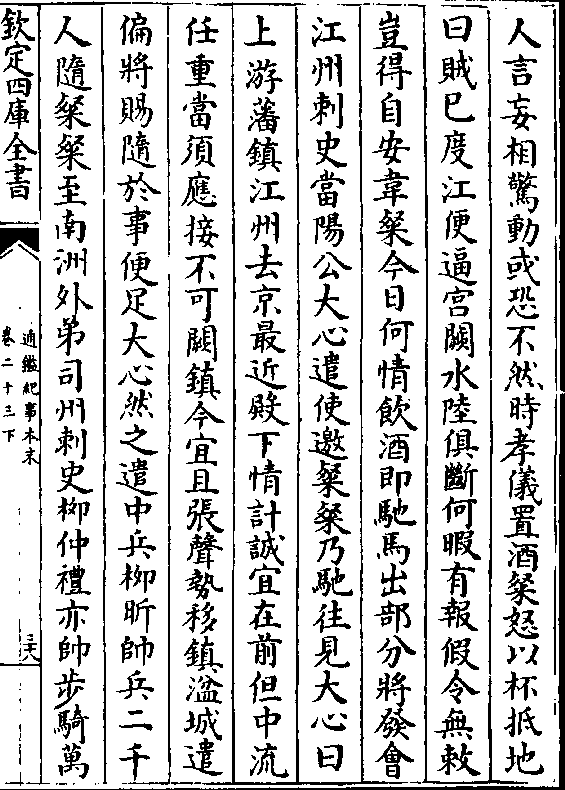 人言妄相驚動或恐不然時孝儀置酒粲怒以杯抵地
曰賊已度江便逼宮闕水陸俱斷何暇有報假令無敕
豈得自安韋粲今日何情飲酒即馳馬出部分將發會
江州刺史當陽公大心遣使邀粲粲乃馳往見大心曰
上游藩鎮江州去京最近殿下情計誠宜在前但中流
任重當須應接不可闕鎮今宜且張聲勢移鎮湓城遣
偏將賜隨於事便足大心然之遣中兵柳昕帥兵二千
人隨粲粲至南洲外弟司州刺史柳仲禮亦帥步騎萬
欽定四庫全書
通鑑紀事本末
卷二十三下
三十八